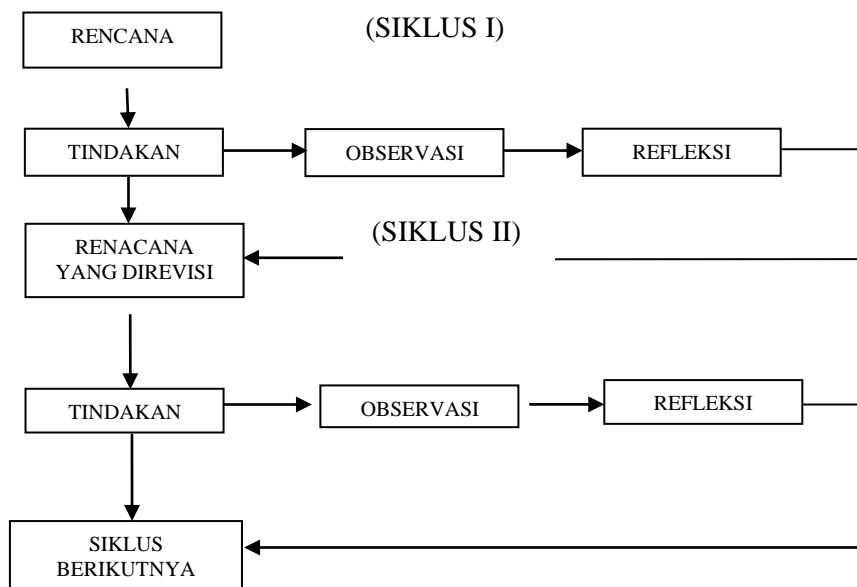 RENCANA
(SIKLUS I)
TINDAKAN
OBSERVASI
REFLEKSI
(SIKLUS II)
RENACANA
YANG DIREVISI
TINDAKAN
OBSERVASI
REFLEKSI
SIKLUS
BERIKUTNYA